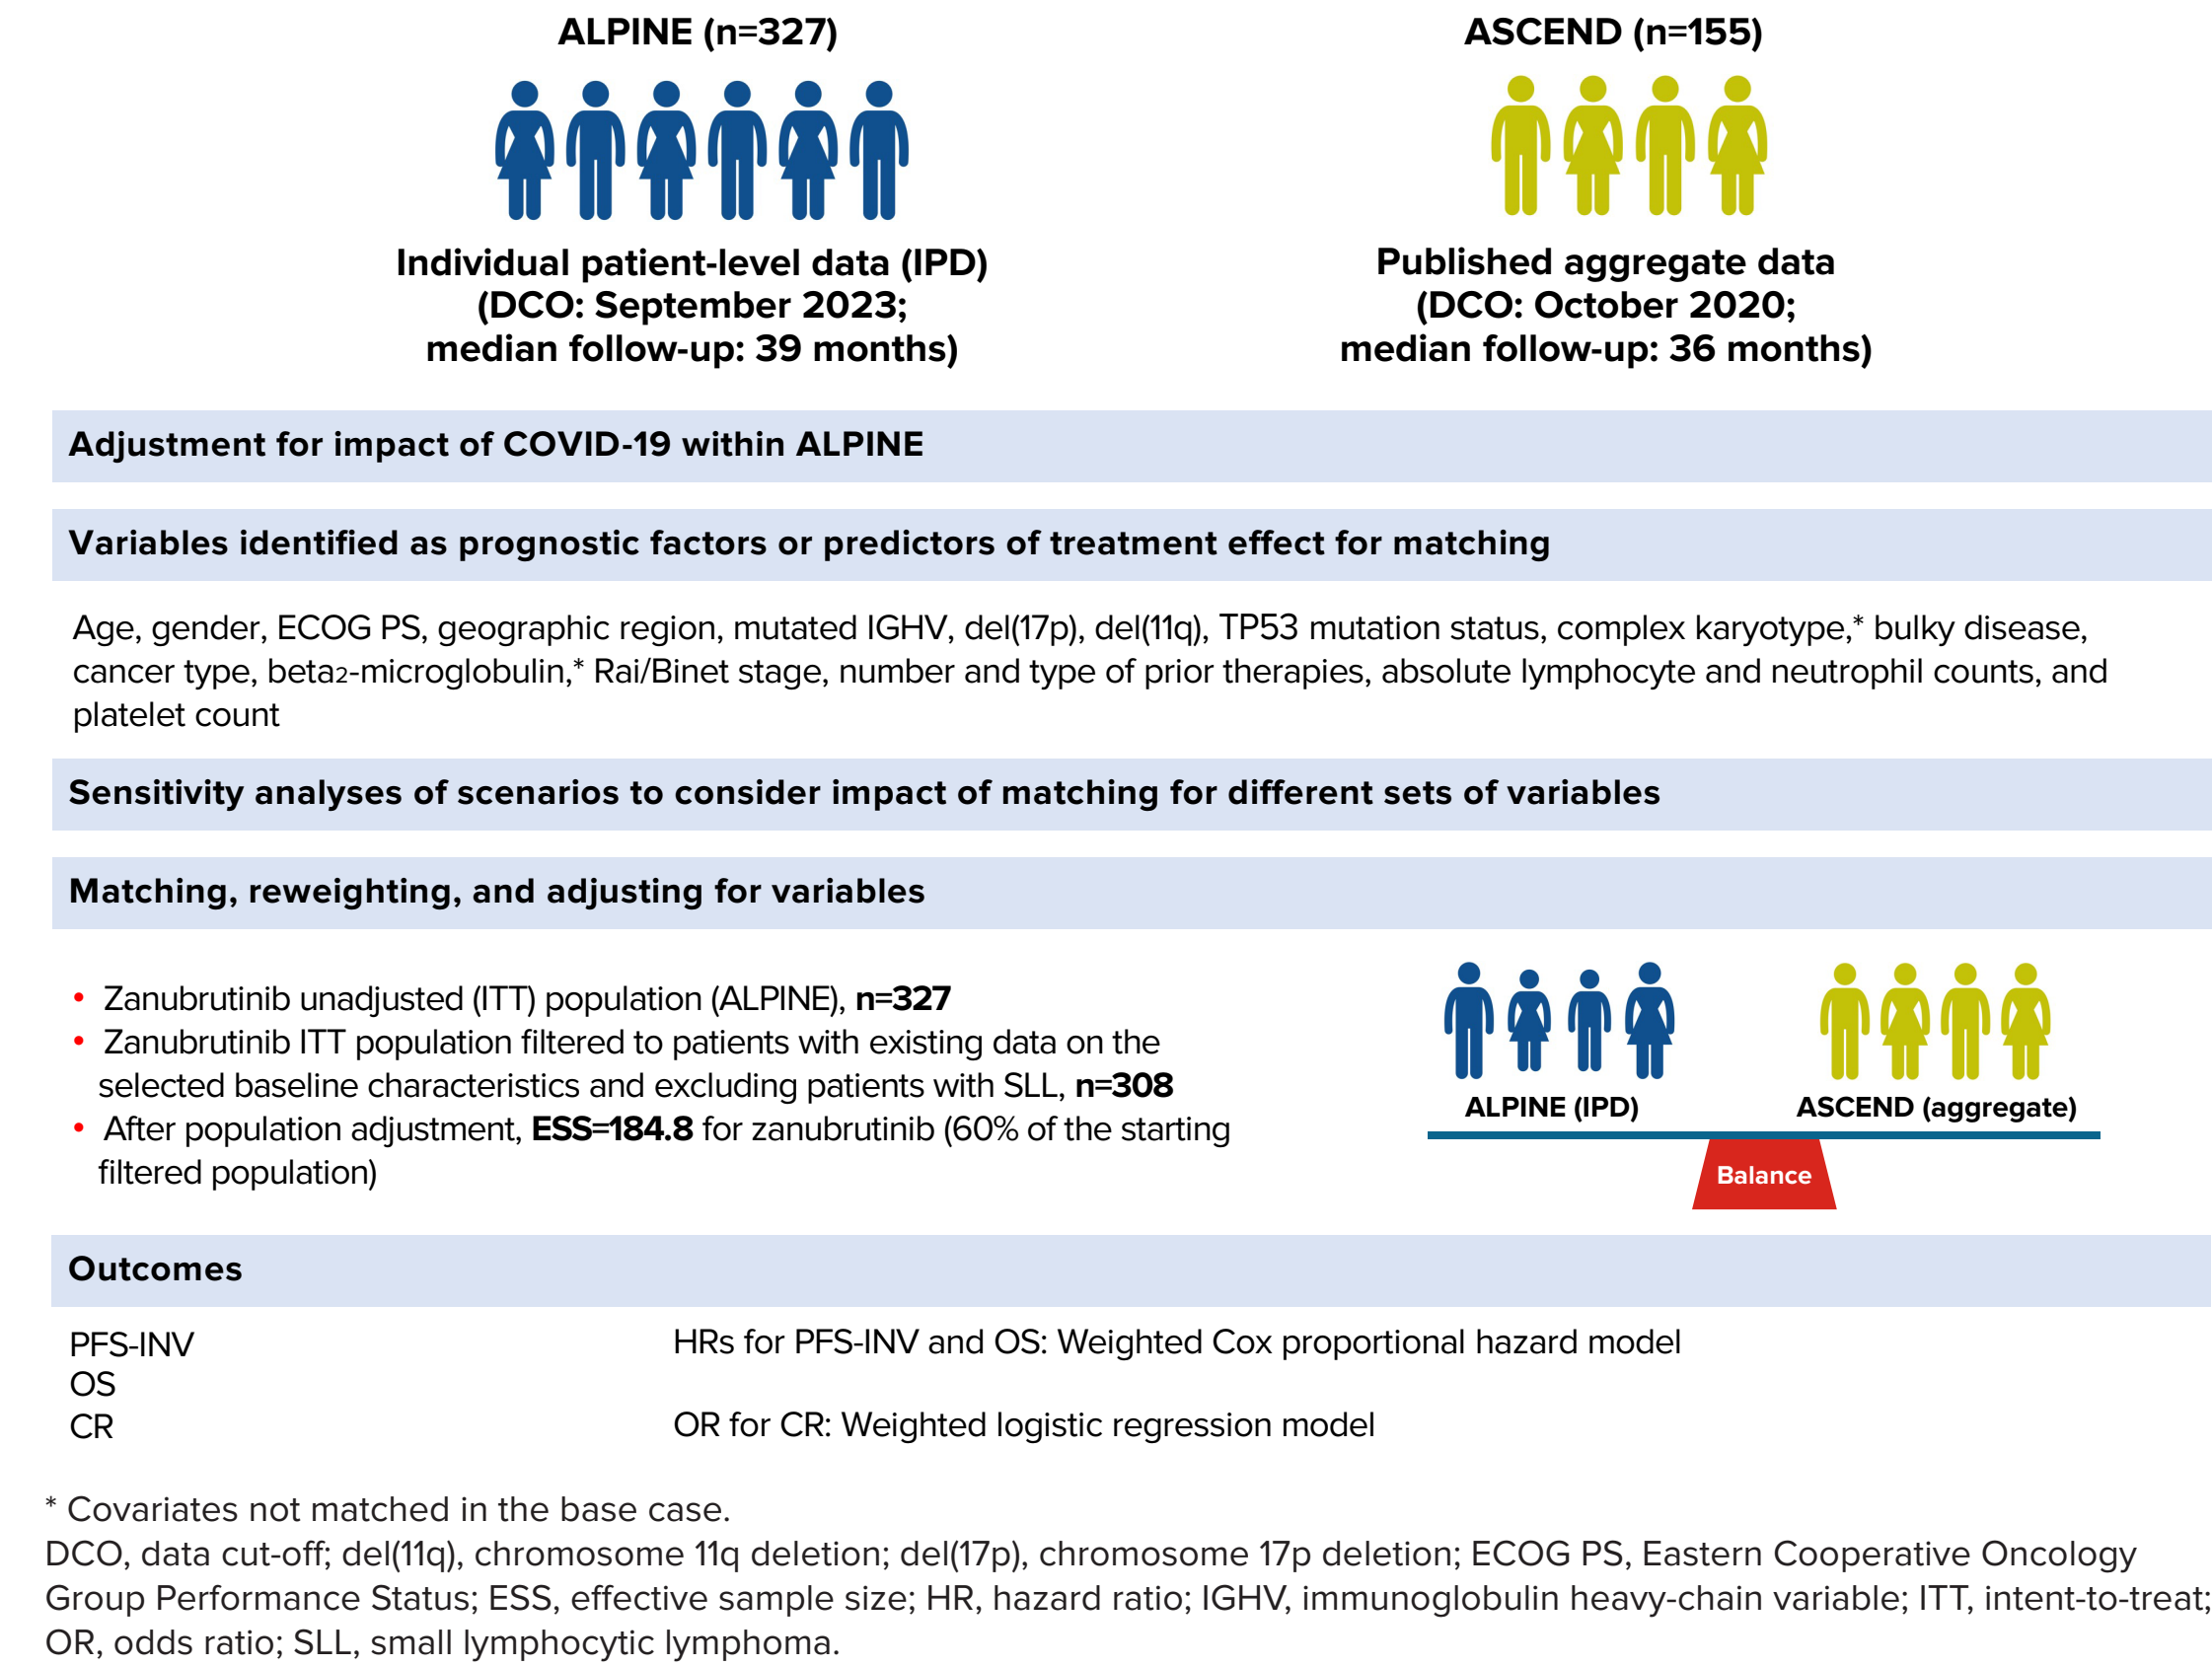 ALPINE (n=327)
ASCEND (n=155)
Individual patient-level data (IPD)
(DCO: September 2023;
median follow-up: 39 months)
Published aggregate data
(DCO: October 2020;
median follow-up: 36 months)
Adjustment for impact of COVID-19 within ALPINE
Variables identified as prognostic factors or predictors of treatment effect for matching
Age, gender, ECOG PS, geographic region, mutated IGHV, del(17p), del(11q), TP53 mutation status, complex karyotype,* bulky disease,
cancer type, beta2-microglobulin,* Rai/Binet stage, number and type of prior therapies, absolute lymphocyte and neutrophil counts, and
platelet count
Sensitivity analyses of scenarios to consider impact of matching for different sets of variables
Matching, reweighting, and adjusting for variables
• Zanubrutinib unadjusted (ITT) population (ALPINE), n=327
• Zanubrutinib ITT population filtered to patients with existing data on the
selected baseline characteristics and excluding patients with SLL, n=308
• After population adjustment, ESS=184.8 for zanubrutinib (60% of the starting
filtered population)
ALPINE (IPD)
ASCEND (aggregate)
Balance
Outcomes
PFS-INV
OS
CR
HRs for PFS-INV and OS: Weighted Cox proportional hazard model
OR for CR: Weighted logistic regression model
* Covariates not matched in the base case.
DCO, data cut-off; del(11q), chromosome 11q deletion; del(17p), chromosome 17p deletion; ECOG PS, Eastern Cooperative Oncology
Group Performance Status; ESS, effective sample size; HR, hazard ratio; IGHV, immunoglobulin heavy-chain variable; ITT, intent-to-treat;
OR, odds ratio; SLL, small lymphocytic lymphoma.